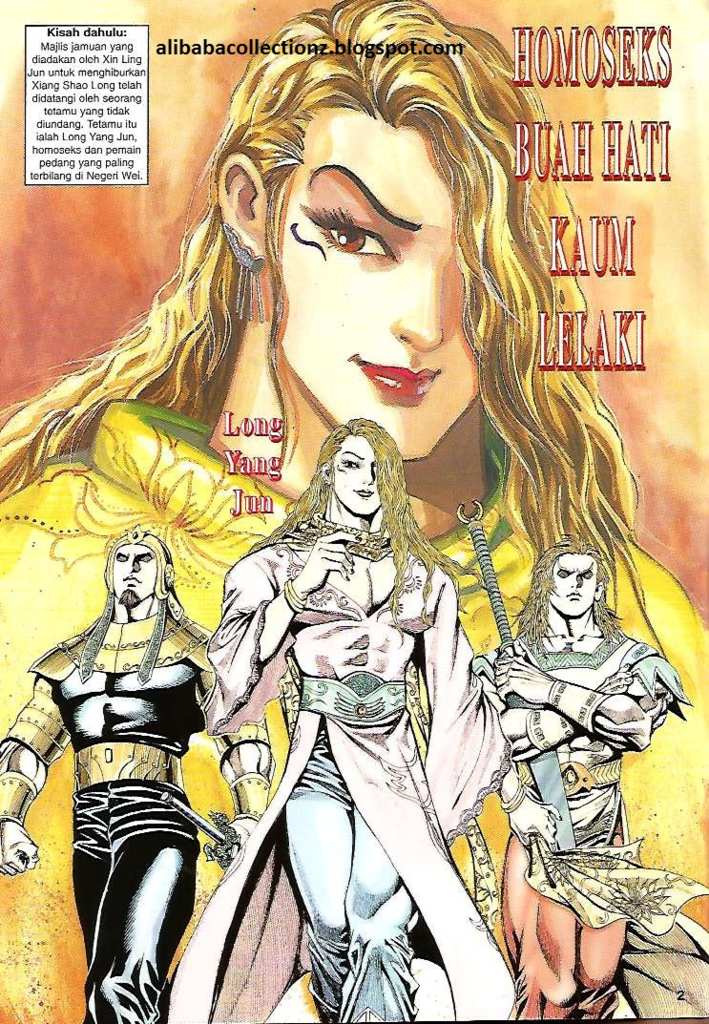 Kisah dahulu:
Majlis jamuan yang
diadakan oleh Xin Ling
Jun untuk menghiburkan
Xiang Shao Long telah
didatangi oleh seorang
tetamu yang tidak
diundang. Tetamu itu
ialah Long Yang Jun,
homoseks dan pemain
pedang yang paling
terbilang di Negeri Wei.
alibabacollectionz.blogspot.com
HOMOSEKS
BUAH HATI
KAUM
LELAKI
Long
Yang
Jun
2